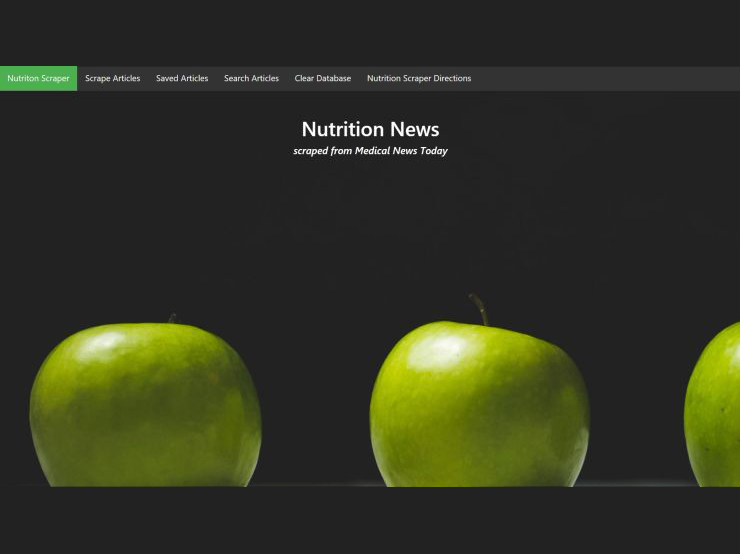 Nutriton Scraper Scrape Articles Saved Articles Search Articles Clear Database Nutrition Scraper Directions
Nutrition News
scraped from Medical News Today